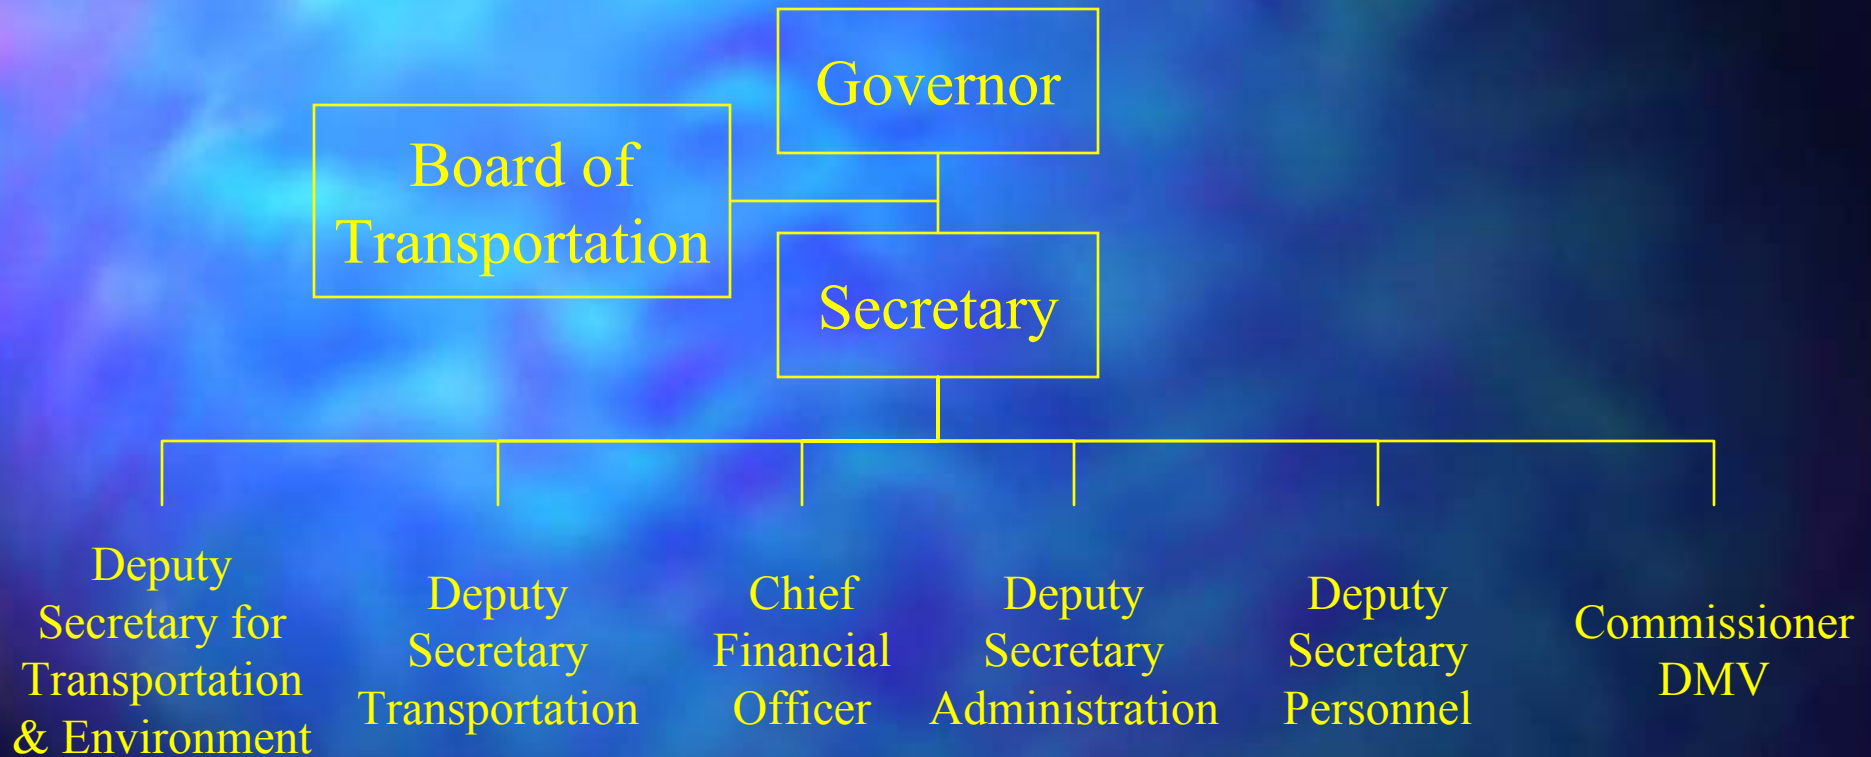 Governor
Board of
Transportation
Secretary
Deputy
Secretary for
Transportation
& Environment
Deputy
Secretary
Transportation
Chief
Financial
Officer
Deputy
Secretary
Administration
Deputy
Secretary
Personnel
Commissioner
DMV